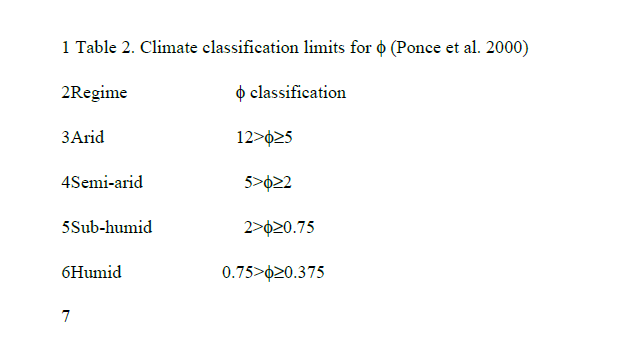 1 Table 2. Climate classification limits for ϕ (Ponce et al. 2000)
2Regime ϕ classification
3Arid 12>ϕ≥5
4Semi-arid 5>ϕ≥2
5Sub-humid 2>ϕ≥0.75
6Humid 0.75>ϕ≥0.375
7